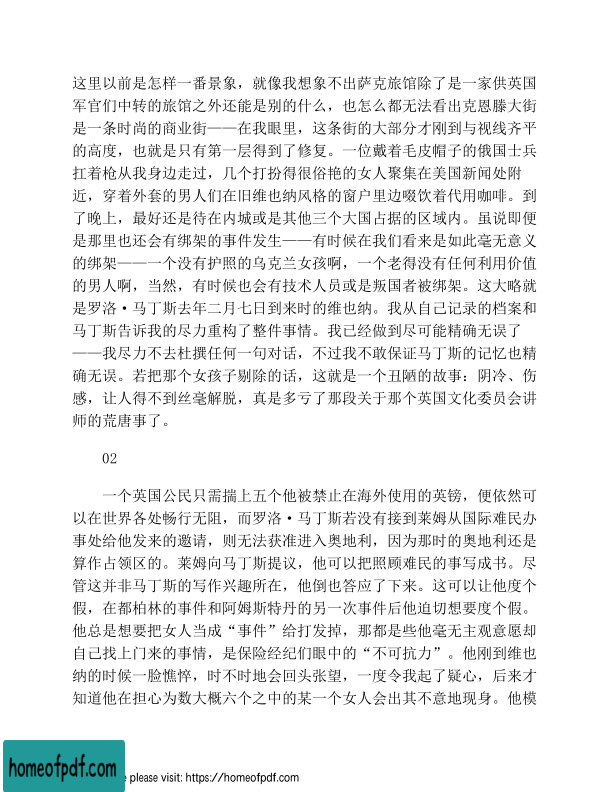 这里以前是怎样一番景象，就像我想象不出萨克旅馆除了是一家供英国
军官们中转的旅馆之外还能是别的什么，也怎么都无法看出克恩滕大街
是一条时尚的商业街——在我眼里，这条街的大部分才刚到与视线齐平
的高度，也就是只有第一层得到了修复。一位戴着毛皮帽子的俄国士兵
扛着枪从我身边走过，几个打扮得很俗艳的女人聚集在美国新闻处附
近，穿着外套的男人们在旧维也纳风格的窗户里边啜饮着代用咖啡。到
了晚上，最好还是待在内城或是其他三个大国占据的区域内。虽说即便
是那里也还会有绑架的事件发生——有时候在我们看来是如此毫无意义
的绑架——一个没有护照的乌克兰女孩啊，一个老得没有任何利用价值
的男人啊，当然，有时候也会有技术人员或是叛国者被绑架。这大略就
是罗洛·马丁斯去年二月七日到来时的维也纳。我从自己记录的档案和
马丁斯告诉我的尽力重构了整件事情。我已经做到尽可能精确无误了
——我尽力不去杜撰任何一句对话，不过我不敢保证马丁斯的记忆也精
确无误。若把那个女孩子剔除的话，这就是一个丑陋的故事：阴冷、伤
感，让人得不到丝毫解脱，真是多亏了那段关于那个英国文化委员会讲
师的荒唐事了。
02
一个英国公民只需揣上五个他被禁止在海外使用的英镑，便依然可
以在世界各处畅行无阻，而罗洛·马丁斯若没有接到莱姆从国际难民办
事处给他发来的邀请，则无法获准进入奥地利，因为那时的奥地利还是
算作占领区的。莱姆向马丁斯提议，他可以把照顾难民的事写成书。尽
管这并非马丁斯的写作兴趣所在，他倒也答应了下来。这可以让他度个
假，在都柏林的事件和阿姆斯特丹的另一次事件后他迫切想要度个假。
他总是想要把女人当成“事件”给打发掉，那都是些他毫无主观意愿却
自己找上门来的事情，是保险经纪们眼中的“不可抗力”。他刚到维也
纳的时候一脸憔悴，时不时地会回头张望，一度令我起了疑心，后来才
知道他在担心为数大概六个之中的某一个女人会出其不意地现身。他模
homeofpdf.com
e please visit: https://homeofpdf.com